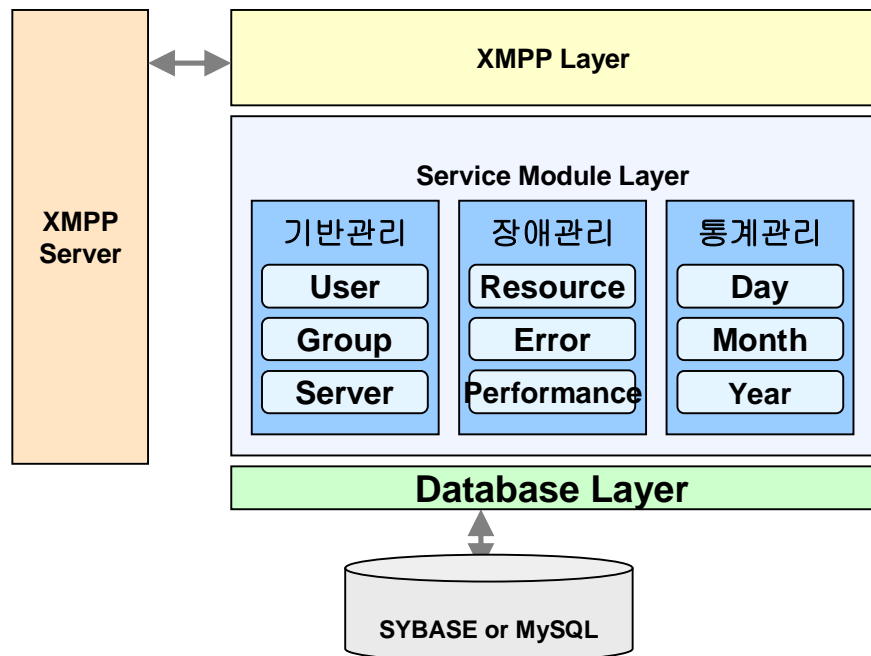 XMPP Layer
XMPP
Server
Service Module Layer
기반관리
User
Group
Server
장애관리
Resource
Error
Performance
통계관리
Day
Month
Year
Database Layer
SYBASE or MySQL